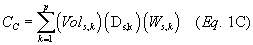 C_C = \sum_{k=1}^{p} (Vol_{s,k})(D_{sk})(W_{s,k}) (Eq. 1C)